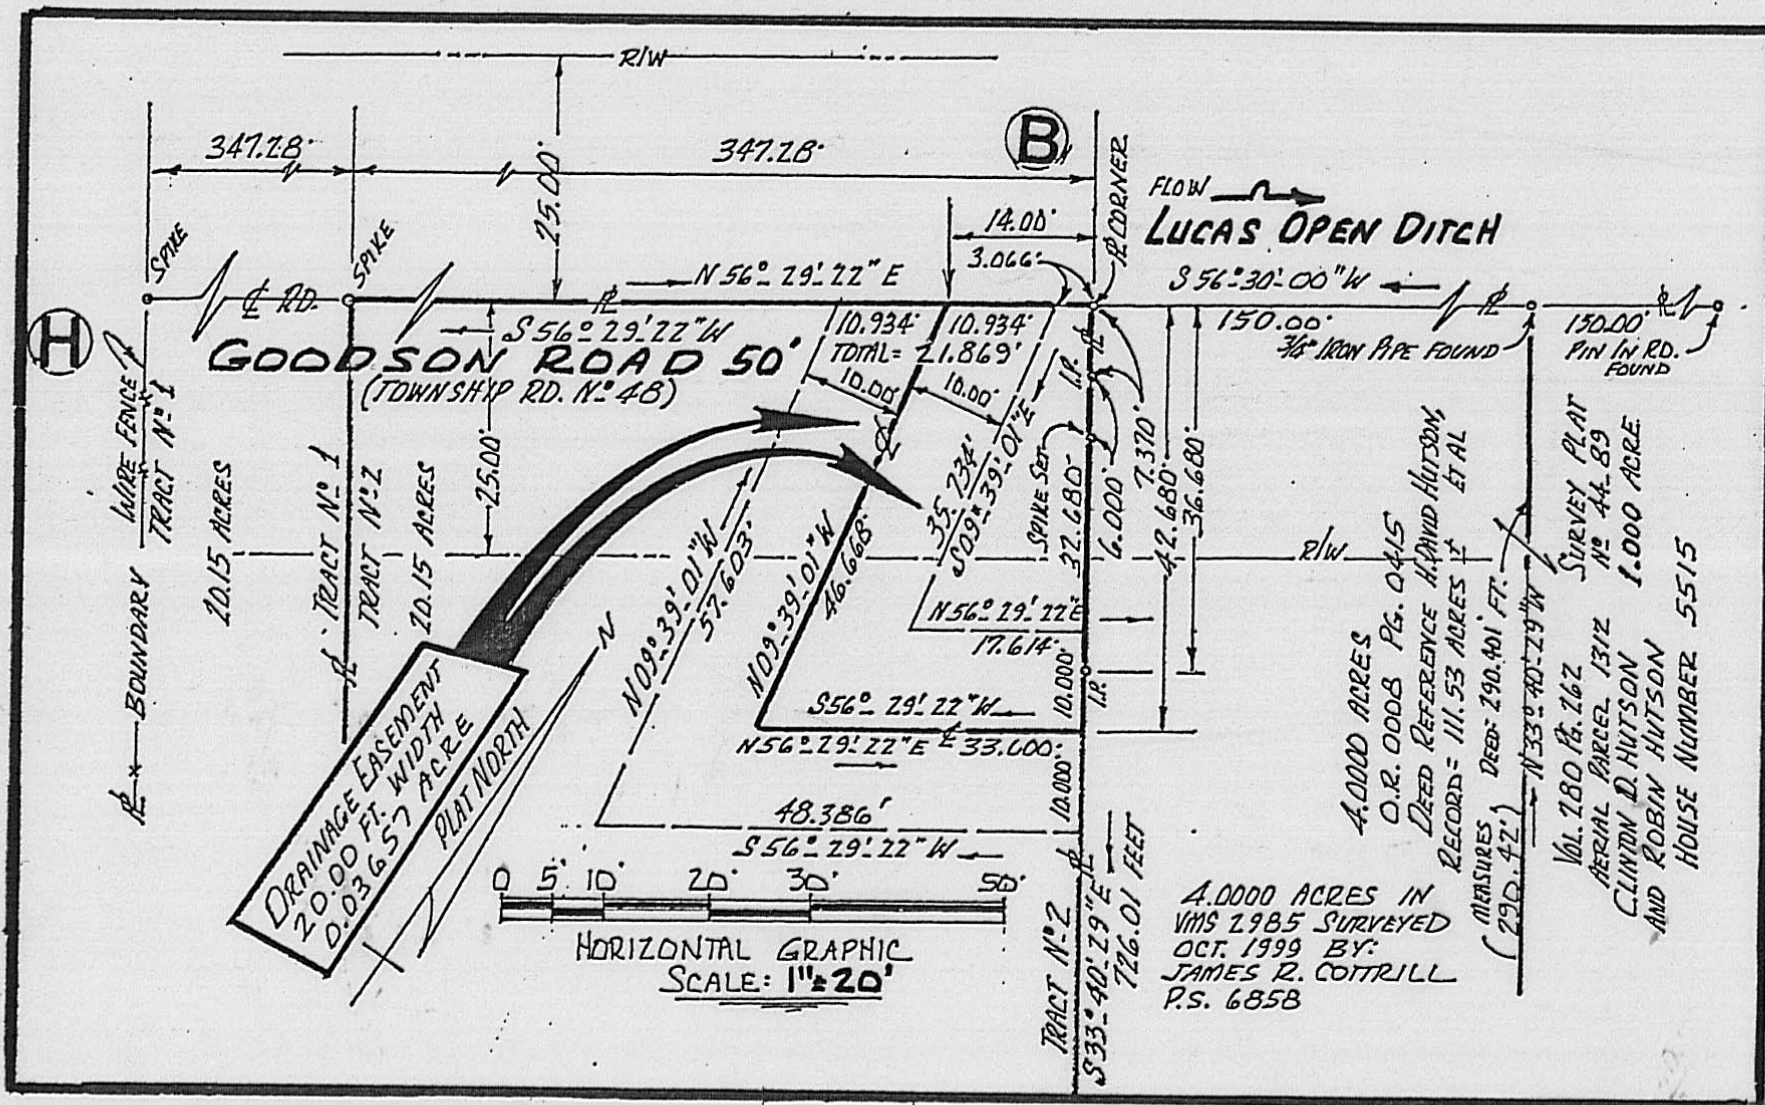 R/W
347.28'
347.28'
25.00'
B
℞ CORNER
FLOW
LUCAS OPEN DITCH
14.00'
3.066'
SPIKE
SPIKE
N 56° 29' 22" E
S 56°-30'-00" W
℄ RD.
H
S 56° 29' 22" W
10.934'
10.934'
TOTAL = 21.869'
150.00'
3/8" IRON PIPE FOUND
150.00'
PIN IN RD.
FOUND
GOODSON ROAD 50'
(TOWNSHIP RD. Nº 48)
10.00'
10.00'
25.00'
WIRE FENCE
TRACT Nº 1
20.15 ACRES
BOUNDARY
TRACT Nº 1
TRACT Nº 2
20.15 ACRES
I.P.
SPIKE SET
32.680'
6.000'
7.370'
42.680'
36.680'
35.734'
S09°-39'-01"E
N09°-39'-01"W
57.603'
N09°-39'-01"W
46.668'
R/W
N 56° 29' 22" E
17.614'
10.000'
I.P.
S 56° 29' 22" W
N 56° 29' 22" E ℄ 33.600'
10.000'
48.386'
S 56° 29' 22" W
N
PLAT NORTH
DRAINAGE EASEMENT
20.00 FT. WIDTH
0.03657 ACRE
0 5' 10' 20' 30' 50'
HORIZONTAL GRAPHIC
SCALE: 1"=20'
TRACT Nº 2
S33°-40'-29"E
726.01 FEET
4.0000 ACRES IN
VMS 2985 SURVEYED
OCT. 1999 BY:
JAMES R. COTTRILL
P.S. 6858
4.000 ACRES
O.R. 0008 PG. 0415
DEED REFERENCE H. DAVID HUTSON,
ET AL
RECORD = 111.53 ACRES ±
DEED = 290.401 FT.
(MEASURES
290.42')
N33°-40'-29"W
SURVEY PLAT
Nº 44-89
1.000 ACRE
VOL. 280 PG. 262
AERIAL PARCEL 1312
CLINTON D. HUTSON
AND ROBIN HUTSON
HOUSE NUMBER 5515